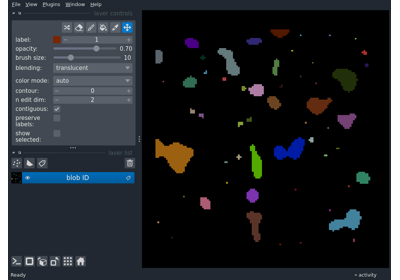 File View Plugins Window Help
layer controls
label: 1
opacity: 0.70
brush size: 10
blending: translucent
color mode: auto
contour: 0
n edit dim: 2
contiguous:
preserve
labels:
show
selected:
layer list
blob ID
Ready
activity